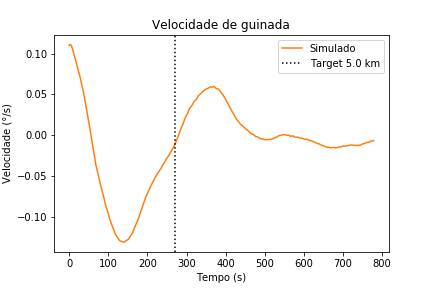 Velocidade de guinada
Simulado
Target 5.0 km
Velocidade (°/s)
0.10
0.05
0.00
−0.05
−0.10
0 100 200 300 400 500 600 700 800
Tempo (s)